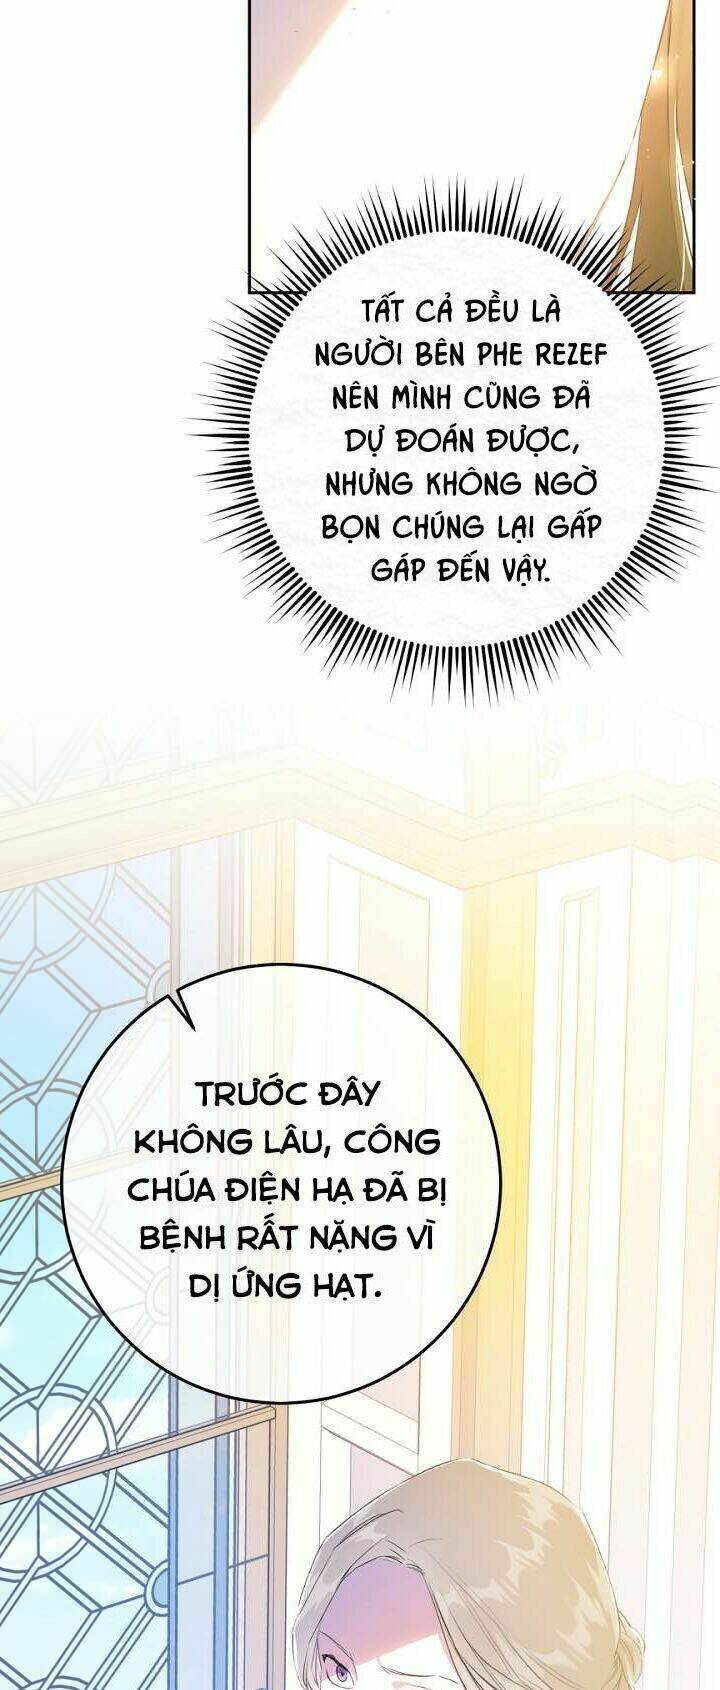 TẤT CẢ ĐỀU LÀ
NGƯỜI BÊN PHE REZEF
NÊN MÌNH CŨNG ĐÃ
DỰ ĐOÁN ĐƯỢC,
NHƯNG KHÔNG NGỜ
BỌN CHÚNG LẠI GẤP
GÁP ĐẾN VẬY.
TRƯỚC ĐÂY
KHÔNG LÂU, CÔNG
CHÚA ĐIỆN HẠ ĐÃ BỊ
BỆNH RẤT NẶNG VÌ
DỊ ỨNG HẠT.